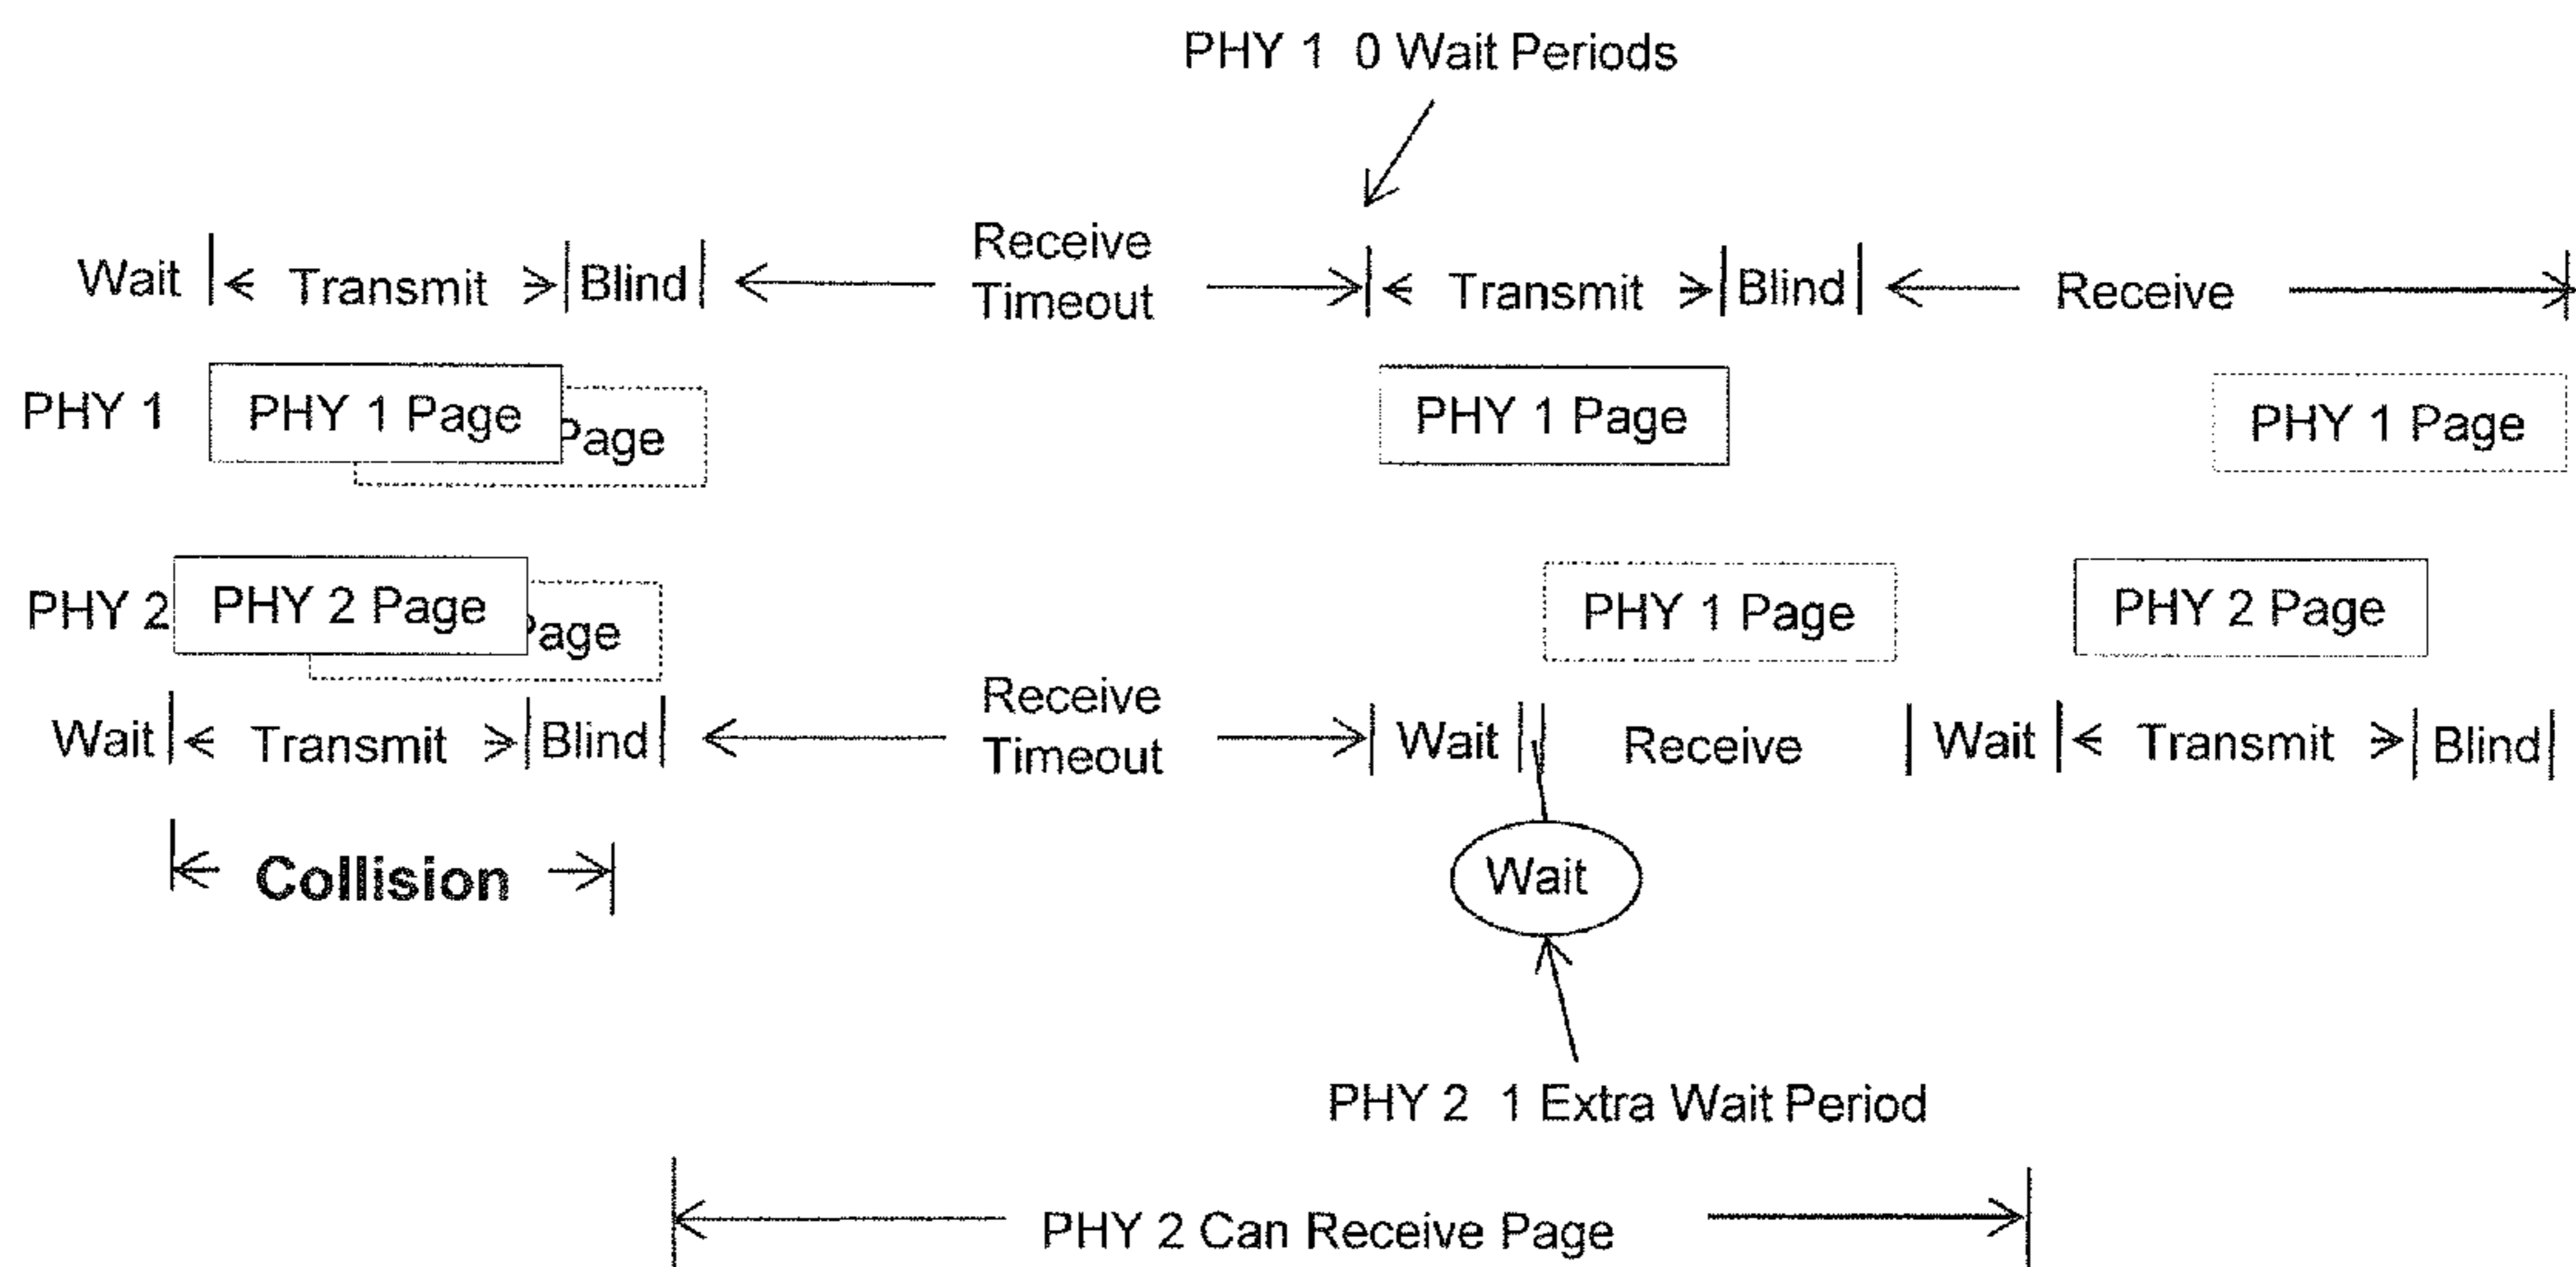 PHY 1 0 Wait Periods
Wait Transmit Blind Receive Timeout Transmit Blind Receive
PHY 1 PHY 1 Page Page PHY 1 Page PHY 1 Page
PHY 2 PHY 2 Page Page PHY 1 Page PHY 2 Page
Wait Transmit Blind Receive Timeout Wait Receive Wait Transmit Blind
Collision
Wait
PHY 2 1 Extra Wait Period
PHY 2 Can Receive Page